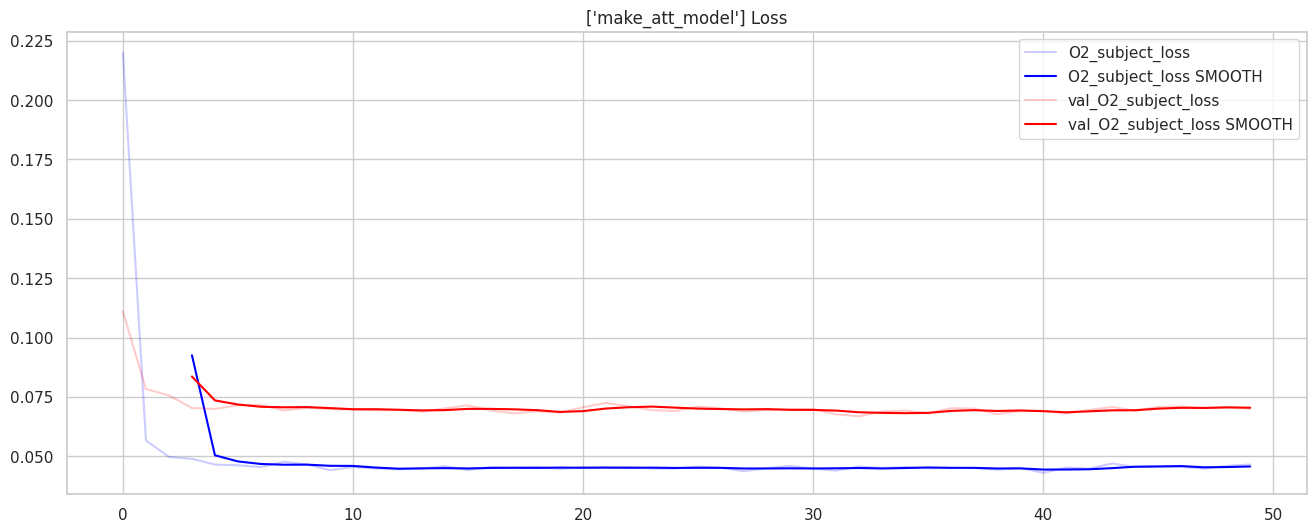 ['make_att_model'] Loss
O2_subject_loss
O2_subject_loss SMOOTH
val_O2_subject_loss
val_O2_subject_loss SMOOTH
0.225
0.200
0.175
0.150
0.125
0.100
0.075
0.050
0 10 20 30 40 50